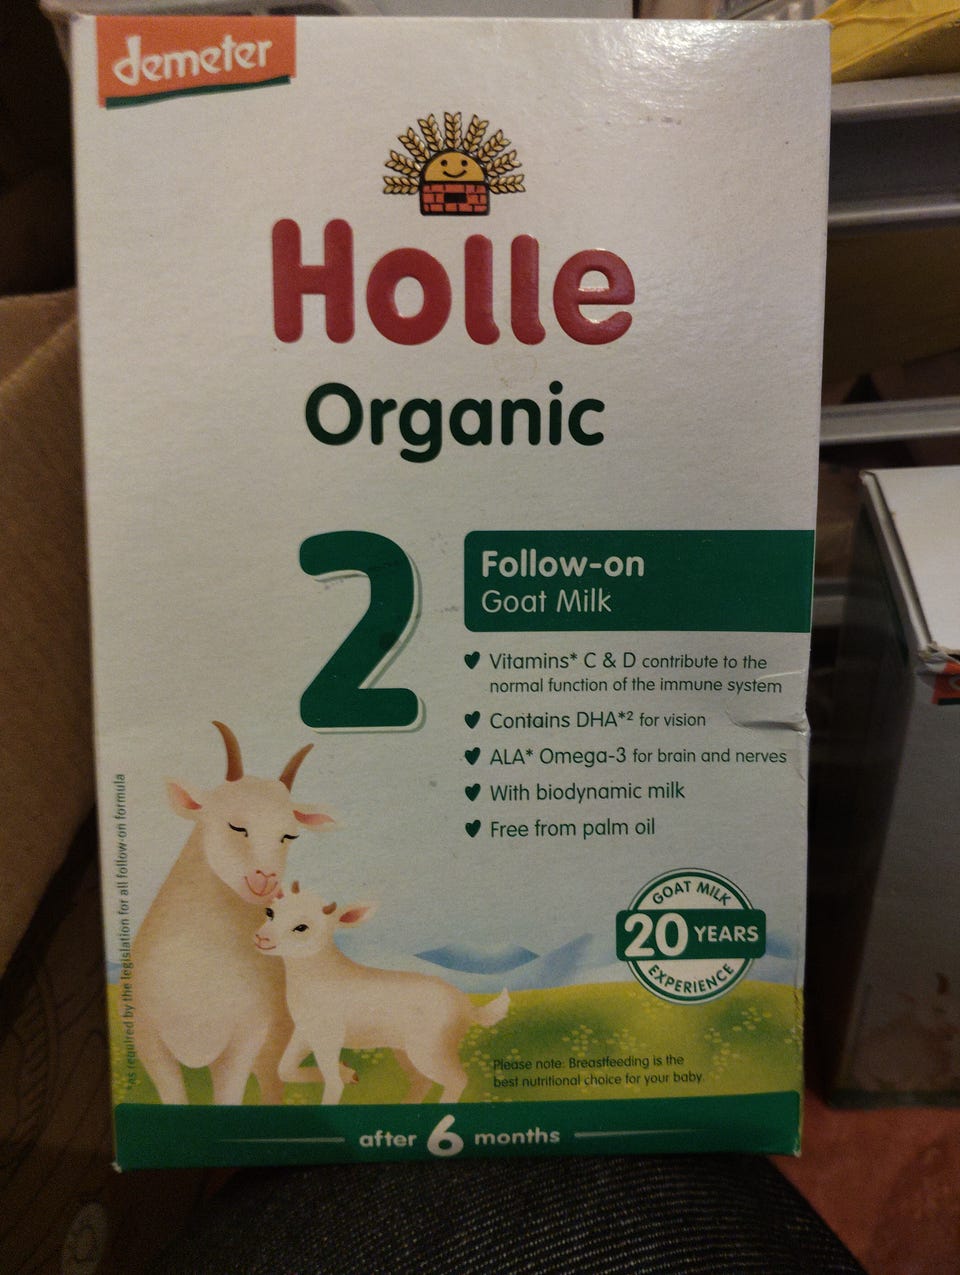 demeter
Holle
Organic
2
Follow-on
Goat Milk
Vitamins* C & D contribute to the
normal function of the immune system
Contains DHA*² for vision
ALA* Omega-3 for brain and nerves
With biodynamic milk
Free from palm oil
GOAT MILK
20 YEARS
EXPERIENCE
*as required by the legislation for all follow-on formula
Please note: Breastfeeding is the
best nutritional choice for your baby.
after 6 months